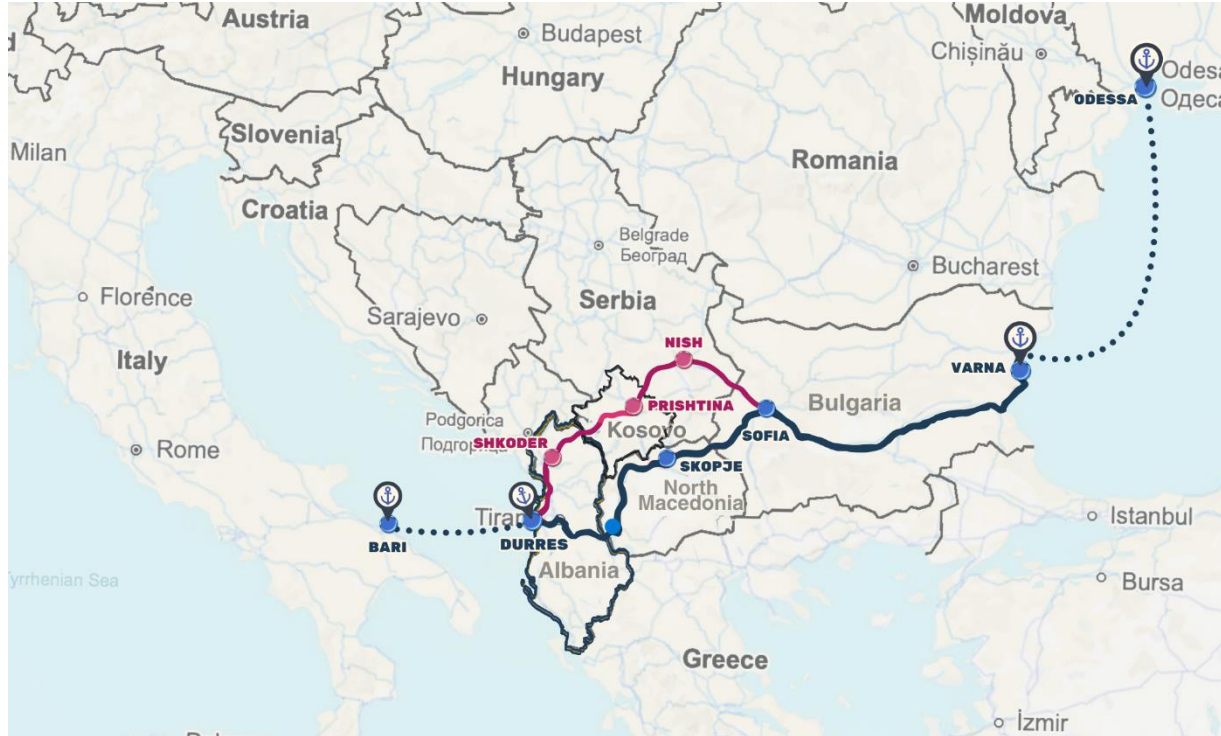 Austria
Moldova
Budapest
Chișinău
Hungary
Odesa
Одеса
ODESSA
Slovenia
Milan
Romania
Croatia
Belgrade
Београд
Bucharest
Florence
Serbia
Sarajevo
Italy
NISH
VARNA
PRISHTINA
Bulgaria
Podgorica
Подгорица
SHKODER
Kosovo
SOFIA
Rome
SKOPJE
North
Macedonia
Istanbul
BARI
DURRES
Albania
Tyrrhenian Sea
Bursa
Greece
İzmir